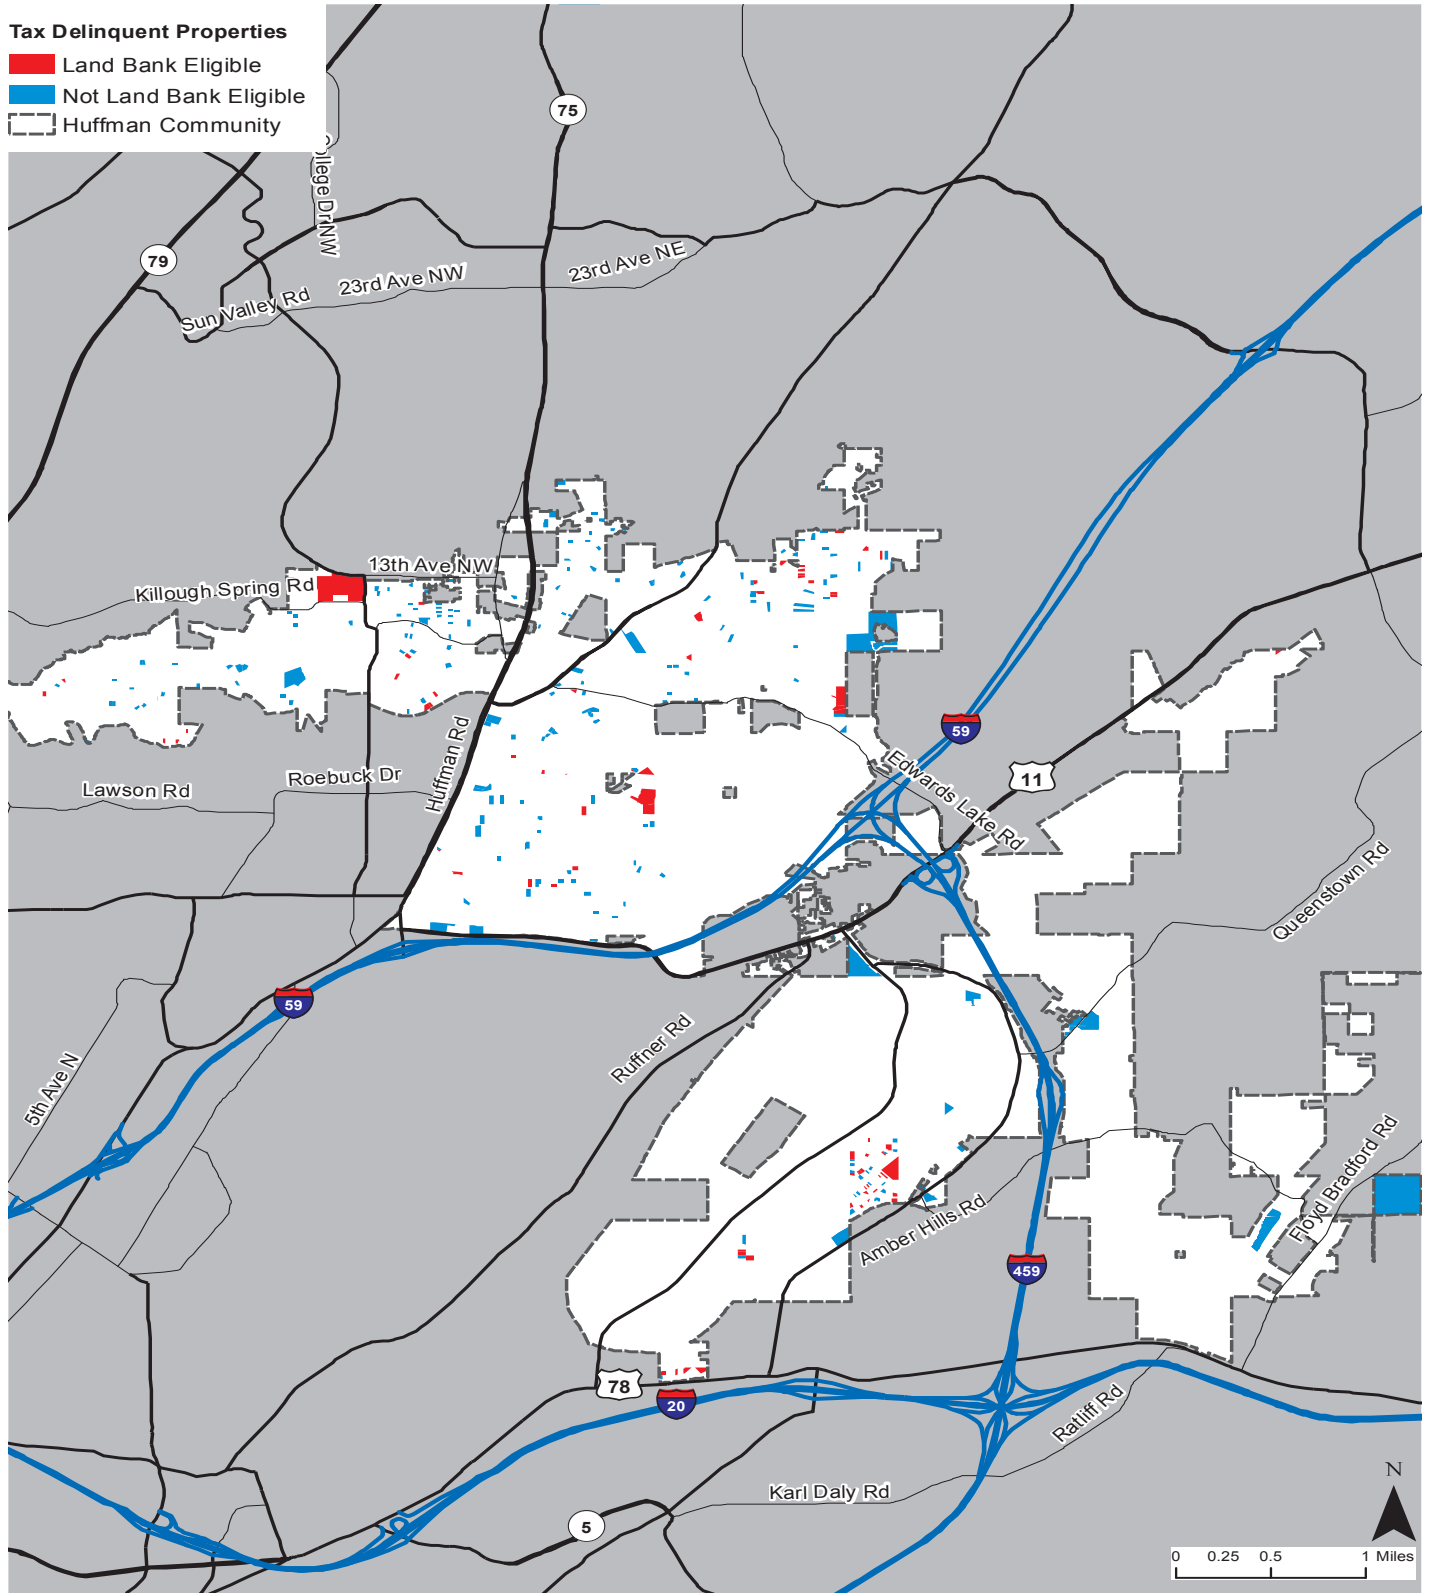 Tax Delinquent Properties
Land Bank Eligible
Not Land Bank Eligible
Huffman Community
College Dr NW
75
79
23rd Ave NE
23rd Ave NW
Sun Valley Rd
13th Ave NW
Killough Spring Rd
59
11
Edwards Lake Rd
Huffman Rd
Roebuck Dr
Lawson Rd
Queenstown Rd
59
Ruffner Rd
5th Ave N
Floyd Bradford Rd
Amber Hills Rd
459
78
20
Ratliff Rd
Karl Daly Rd
5
N
0 0.25 0.5 1 Miles